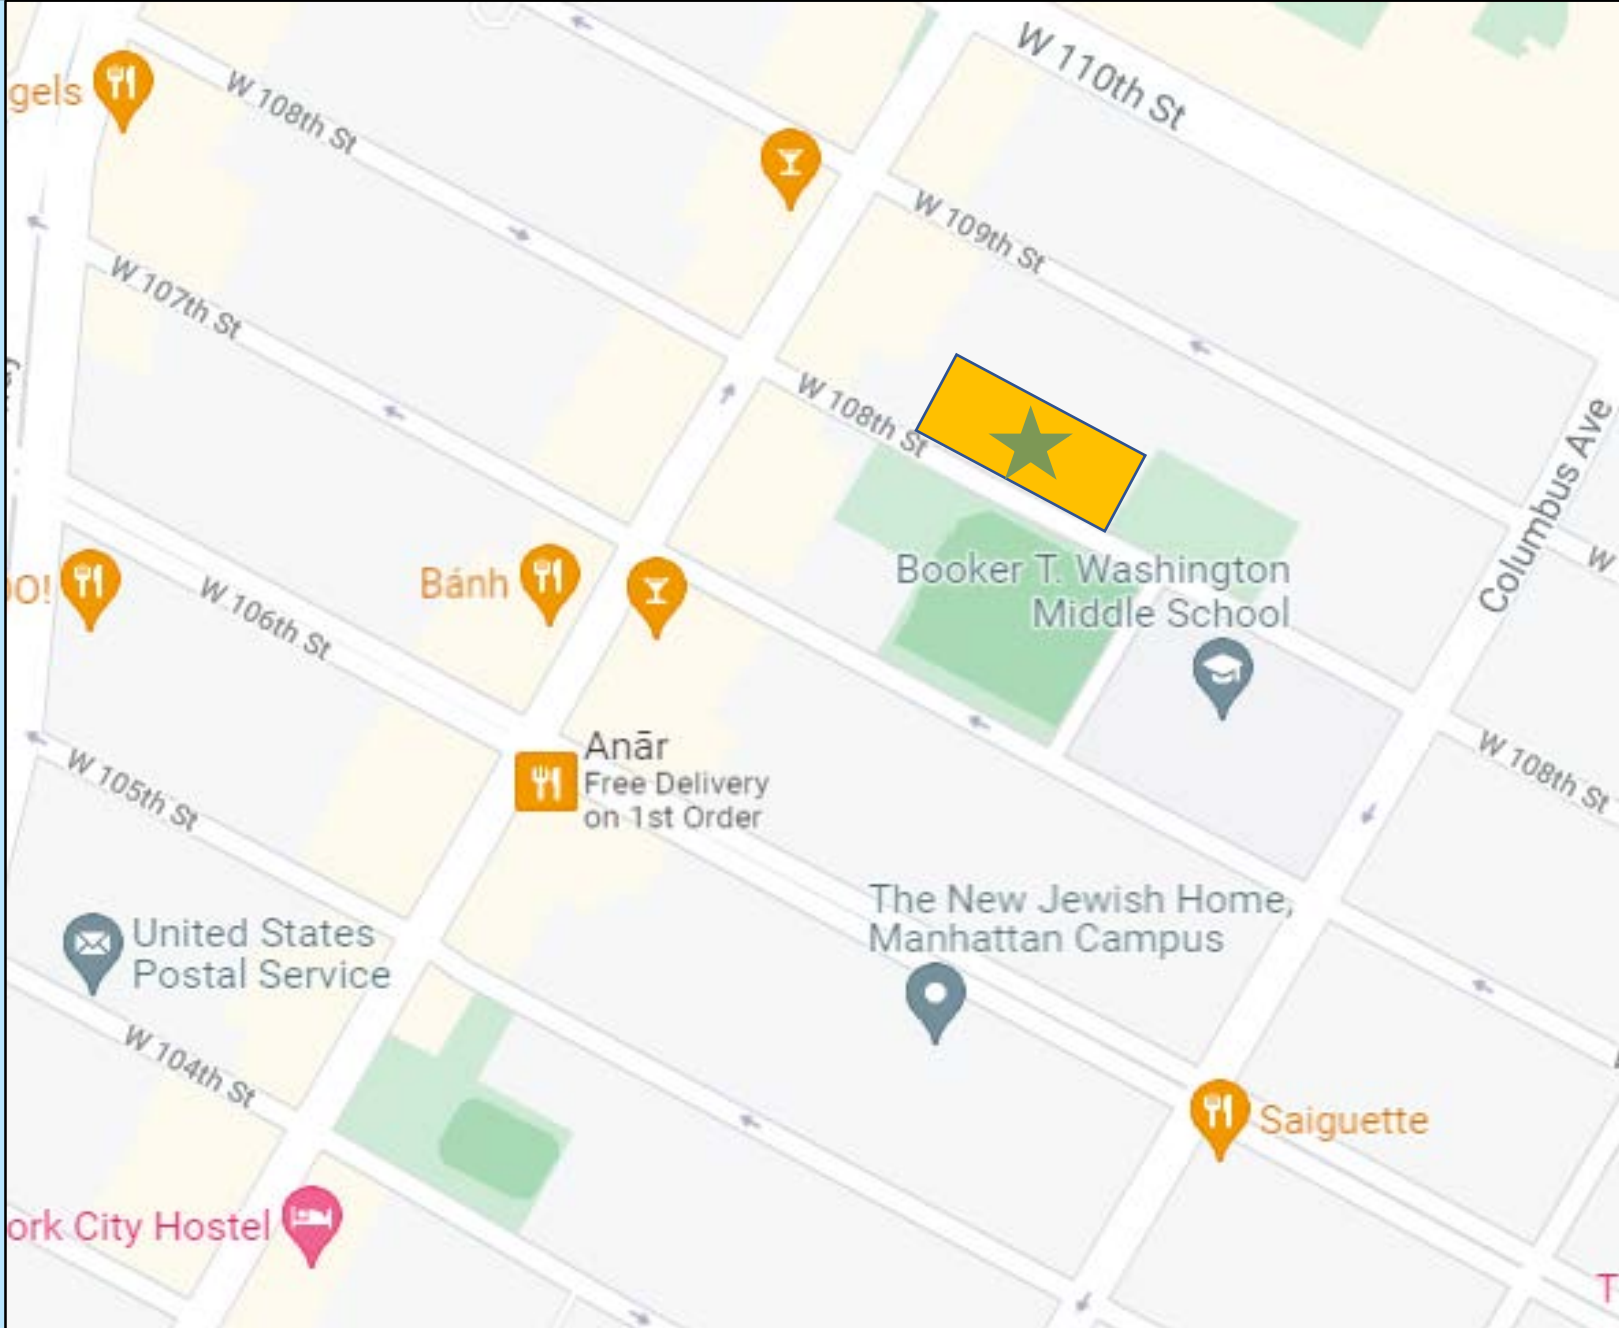 W 110th St
gels
W 108th St
W 109th St
W 107th St
W 108th St
Columbus Ave
Booker T. Washington
Middle School
W
Bánh
W 106th St
W 108th St
Anār
Free Delivery
on 1st Order
W 105th St
The New Jewish Home,
Manhattan Campus
United States
Postal Service
W 104th St
Saiguette
ork City Hostel
T